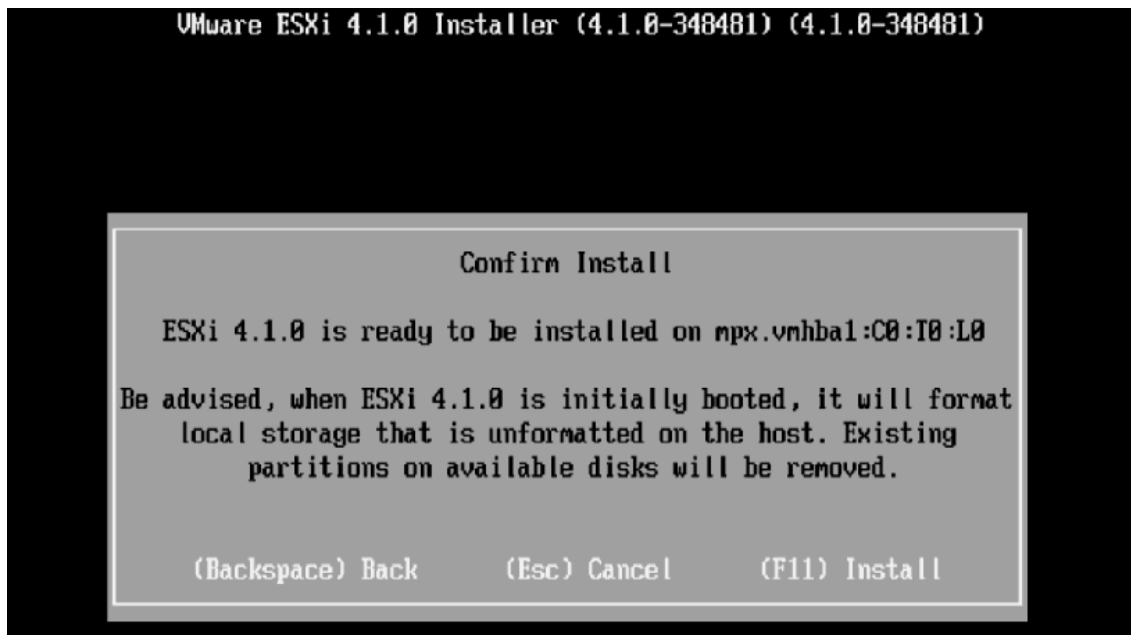 VMware ESXi 4.1.0 Installer (4.1.0-348481) (4.1.0-348481)
Confirm Install
ESXi 4.1.0 is ready to be installed on mpx.vmhba1:C0:T0:L0
Be advised, when ESXi 4.1.0 is initially booted, it will format
local storage that is unformatted on the host. Existing
partitions on available disks will be removed.
(Backspace) Back (Esc) Cancel (F11) Install